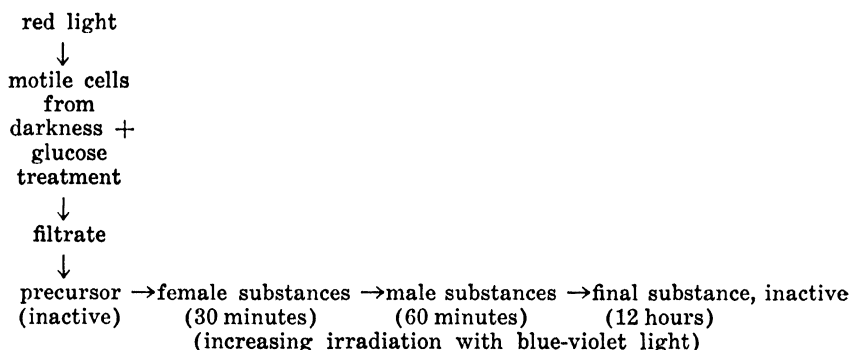 red light
↓
motile cells
from
darkness +
glucose
treatment
↓
filtrate
↓
precursor →female substances →male substances →final substance, inactive
(inactive) (30 minutes) (60 minutes) (12 hours)
(increasing irradiation with blue-violet light)